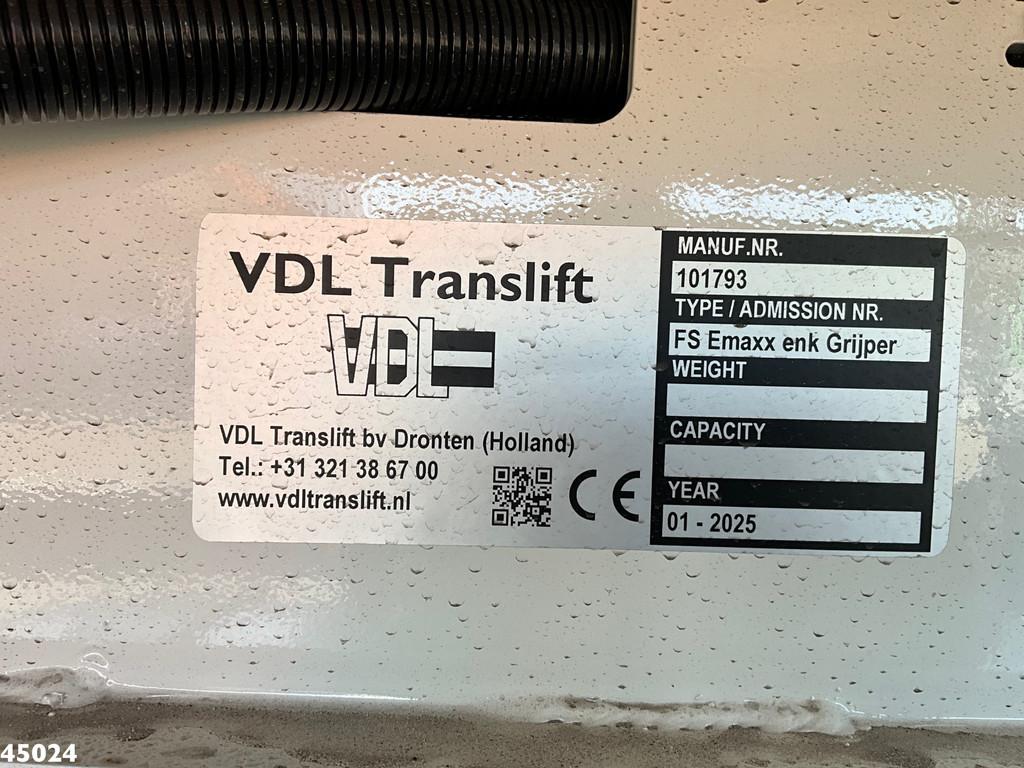 VDL Translift
VDL
VDL Translift bv Dronten (Holland)
Tel.: +31 321 38 67 00
www.vdltranslift.nl
CE
MANUF.NR.
101793
TYPE / ADMISSION NR.
FS Emaxx enk Grijper
WEIGHT
CAPACITY
YEAR
01 - 2025
45024